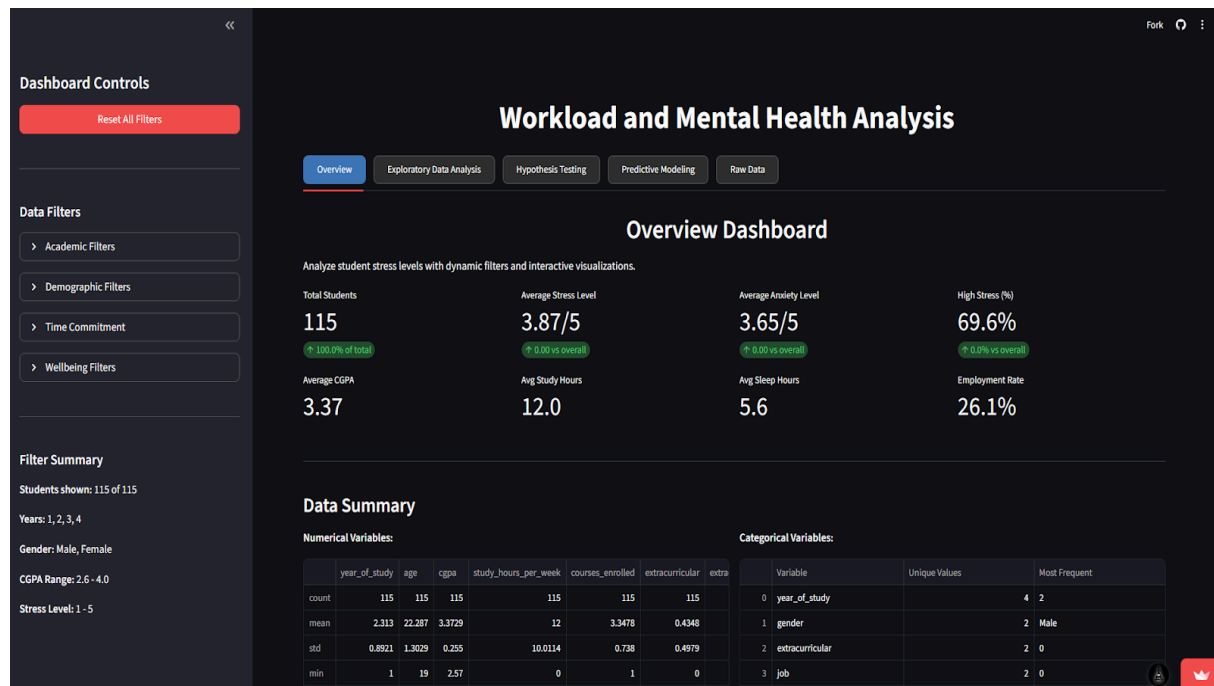 Fork
Dashboard Controls
Reset All Filters
Data Filters
Academic Filters
Demographic Filters
Time Commitment
Wellbeing Filters
Filter Summary
Students shown: 115 of 115
Years: 1, 2, 3, 4
Gender: Male, Female
CGPA Range: 2.6 - 4.0
Stress Level: 1 - 5
Workload and Mental Health Analysis
Overview Exploratory Data Analysis Hypothesis Testing Predictive Modeling Raw Data
Overview Dashboard
Analyze student stress levels with dynamic filters and interactive visualizations.
Total Students Average Stress Level Average Anxiety Level High Stress (%)
115 3.87/5 3.65/5 69.6%
↑ 100.0% of total ↑ 0.00 vs overall ↑ 0.00 vs overall ↑ 0.0% vs overall
Average CGPA Avg Study Hours Avg Sleep Hours Employment Rate
3.37 12.0 5.6 26.1%
Data Summary
Numerical Variables:
year_of_study age cgpa study_hours_per_week courses_enrolled extracurricular extra
count 115 115 115 115 115 115
mean 2.313 22.287 3.3729 12 3.3478 0.4348
std 0.8921 1.3029 0.255 10.0114 0.738 0.4979
min 1 19 2.57 0 1 0
Categorical Variables:
Variable Unique Values Most Frequent
0 year_of_study 4 2
1 gender 2 Male
2 extracurricular 2 0
3 job 2 0